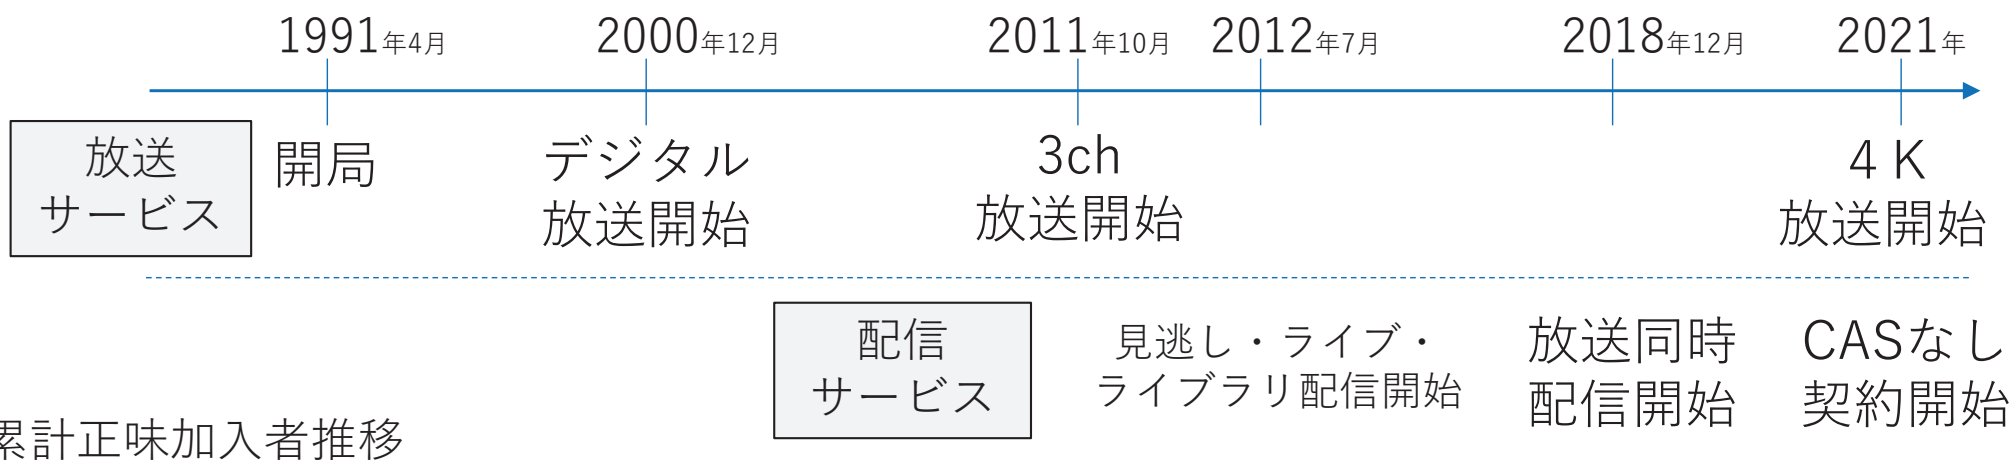 1991年4月 2000年12月 2011年10月 2012年7月 2018年12月 2021年
放送
サービス
開局
デジタル
放送開始
3ch
放送開始
4K
放送開始
配信
サービス
見逃し・ライブ・
ライブラリ配信開始
放送同時
配信開始
CASなし
契約開始
累計正味加入者推移